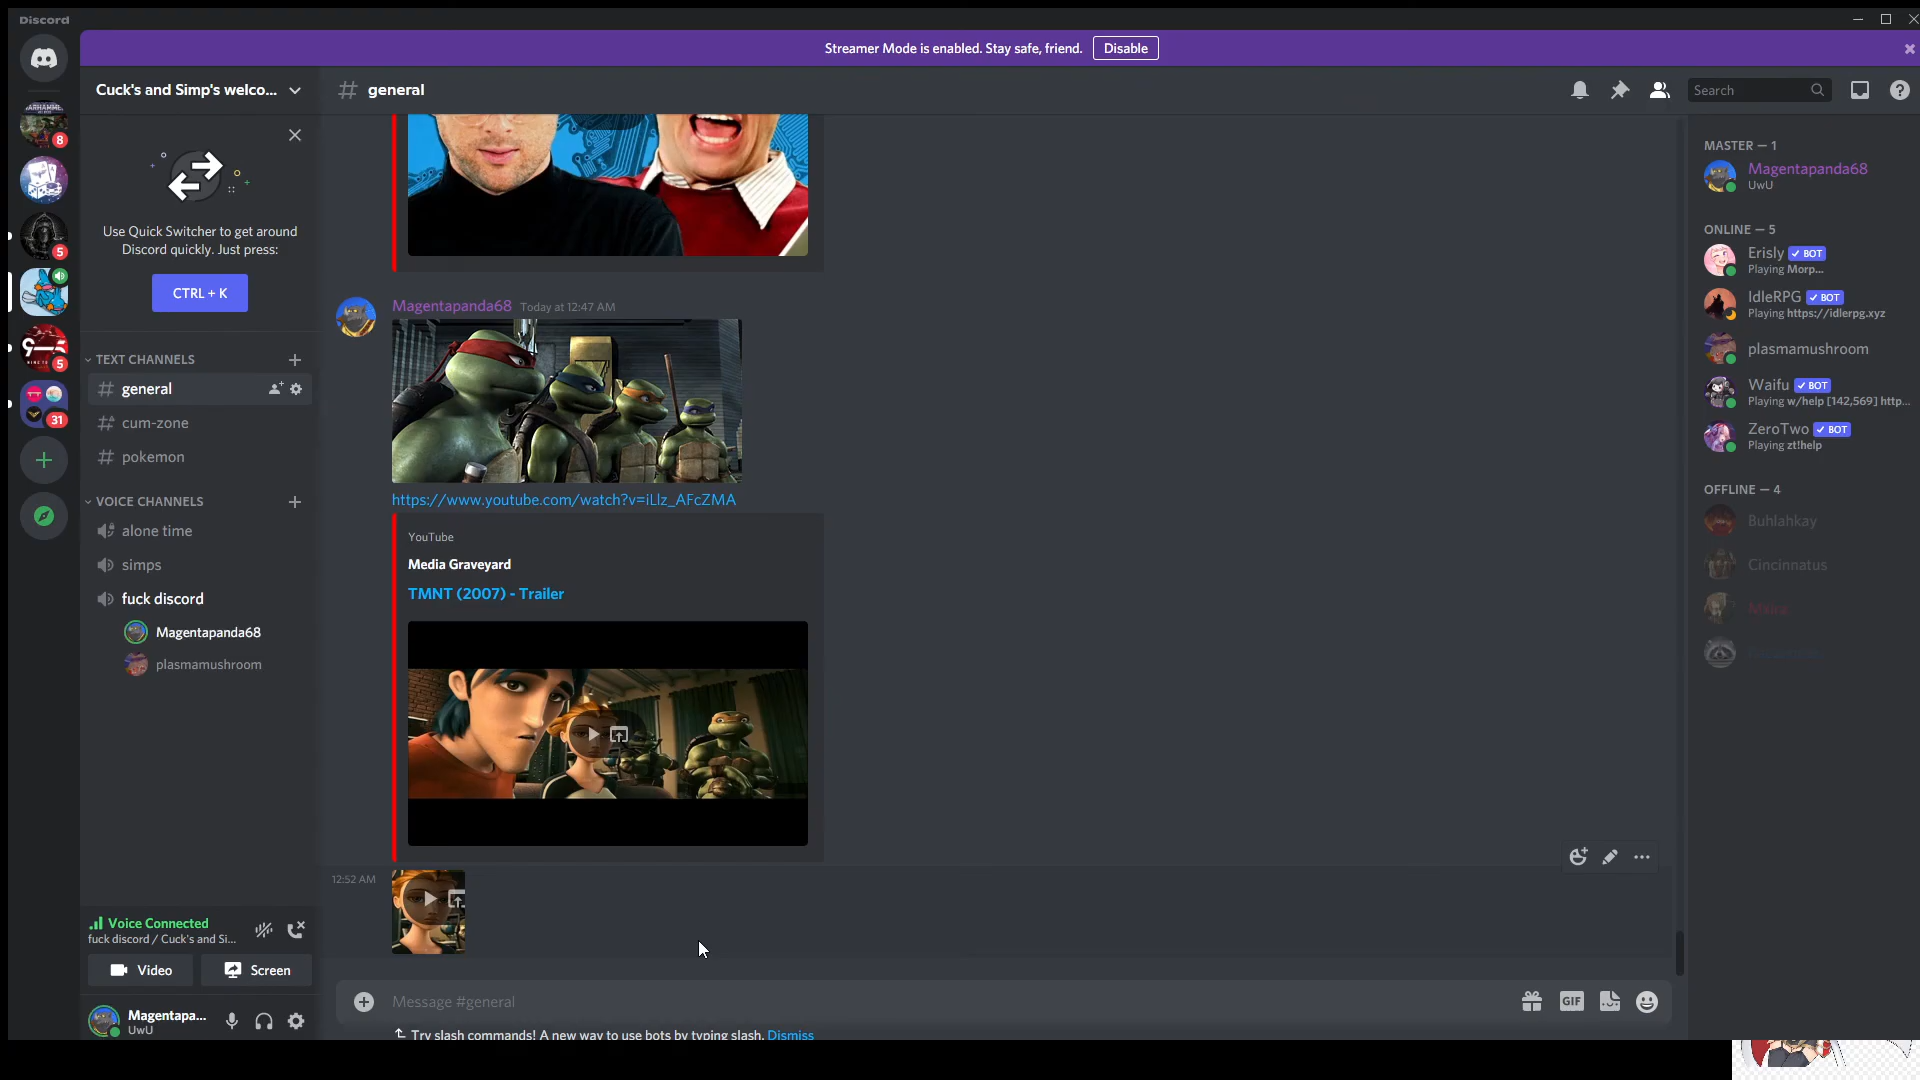 Discord
Streamer Mode is enabled. Stay safe, friend. Disable
Cuck's and Simp's welco...
general
Search
8
5
5
31
Use Quick Switcher to get around
Discord quickly. Just press:
CTRL + K
TEXT CHANNELS
general
cum-zone
pokemon
VOICE CHANNELS
alone time
simps
fuck discord
Magentapanda68
plasmamushroom
Voice Connected
fuck discord / Cuck's and Si...
Video
Screen
Magentapa...
UwU
Magentapanda68 Today at 12:47 AM
https://www.youtube.com/watch?v=iLlz_AFcZMA
YouTube
Media Graveyard
TMNT (2007) - Trailer
12:52 AM
Message #general
GIF
Try slash commands! A new way to use bots by typing slash. Dismiss
MASTER — 1
Magentapanda68
UwU
ONLINE — 5
Erisly BOT
Playing Morp...
IdleRPG BOT
Playing https://idlerpg.xyz
plasmamushroom
Waifu BOT
Playing w/help [142,569] http...
ZeroTwo BOT
Playing zt!help
OFFLINE — 4
Buhlahkay
Cincinnatus